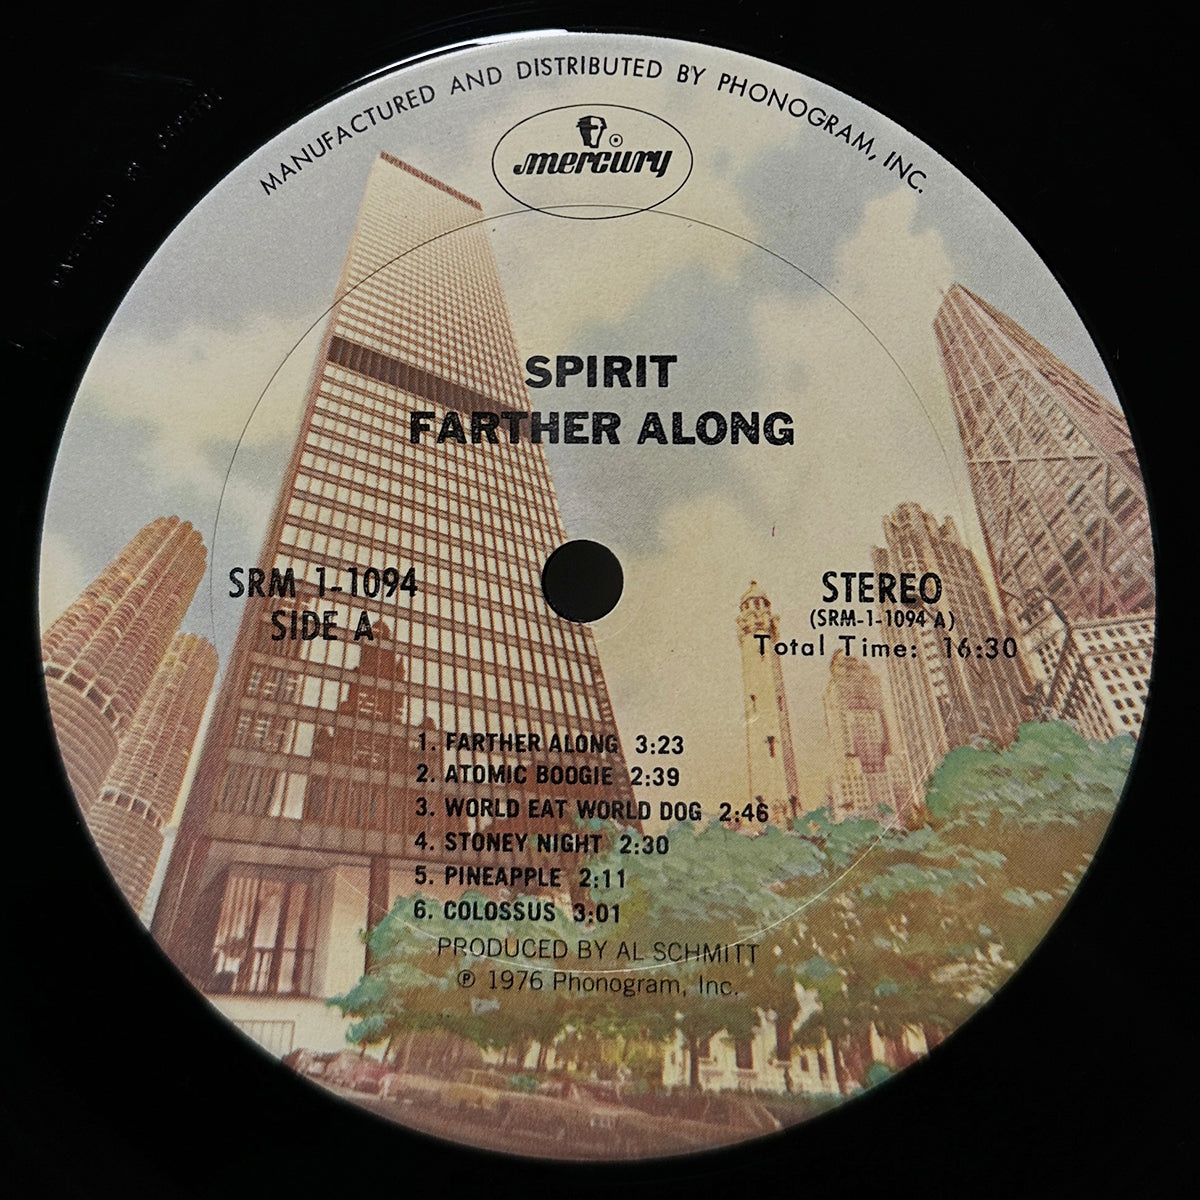 MANUFACTURED AND DISTRIBUTED BY PHONOGRAM, INC.
mercury
SPIRIT
FARTHER ALONG
SRM 1-1094
SIDE A
STEREO
(SRM-1-1094 A)
Total Time: 16:30
1. FARTHER ALONG 3:23
2. ATOMIC BOOGIE 2:39
3. WORLD EAT WORLD DOG 2:46
4. STONEY NIGHT 2:30
5. PINEAPPLE 2:11
6. COLOSSUS 3:01
PRODUCED BY AL SCHMITT
℗ 1976 Phonogram, Inc.